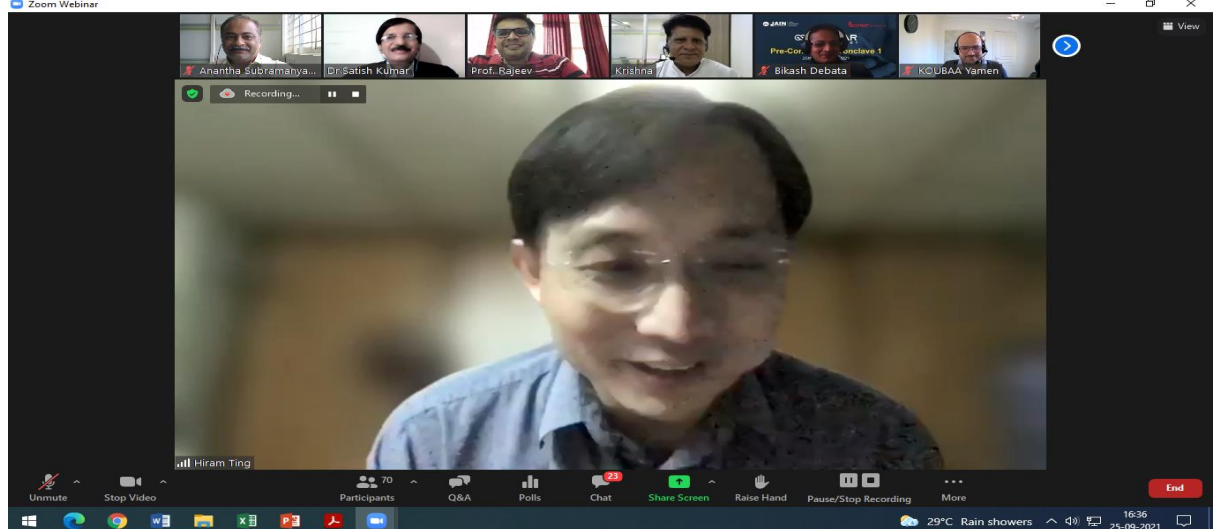 Zoom Webinar
View
JAIN
Pre-Con
onclave 1
Anantha Subramanya...
Dr Satish Kumar
Prof. Rajeev
Krishna
Bikash Debata
KOUBAA Yamen
Recording...
Hiram Ting
70
23
Unmute
Stop Video
Participants
Q&A
Polls
Chat
Share Screen
Raise Hand
Pause/Stop Recording
More
End
29°C Rain showers
16:36
25-09-2021